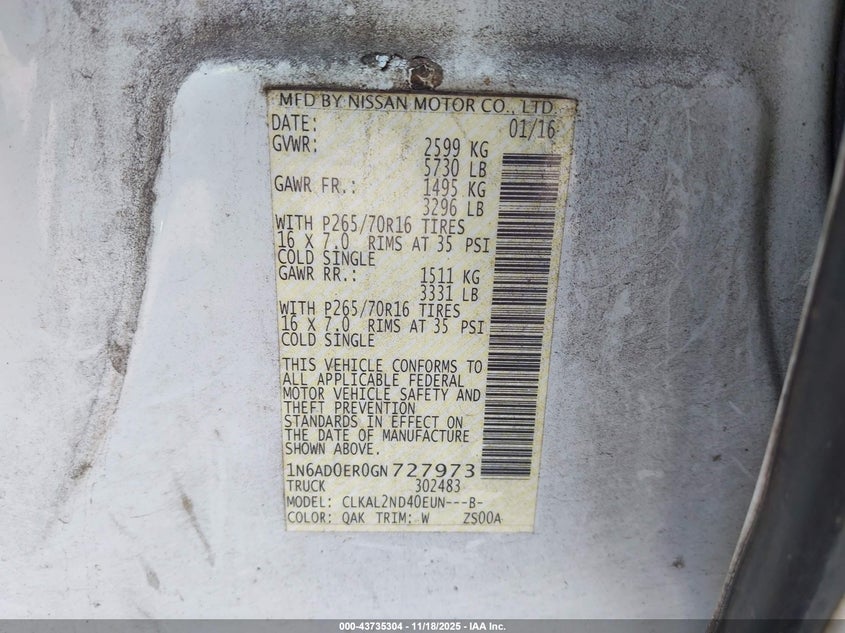 MFD BY NISSAN MOTOR CO., LTD.
DATE: 01/16
GVWR: 2599 KG
5730 LB
GAWR FR.: 1495 KG
3296 LB
WITH P265/70R16 TIRES
16 X 7.0 RIMS AT 35 PSI
COLD SINGLE
GAWR RR.: 1511 KG
3331 LB
WITH P265/70R16 TIRES
16 X 7.0 RIMS AT 35 PSI
COLD SINGLE
THIS VEHICLE CONFORMS TO
ALL APPLICABLE FEDERAL
MOTOR VEHICLE SAFETY AND
THEFT PREVENTION
STANDARDS IN EFFECT ON
THE DATE OF MANUFACTURE
SHOWN ABOVE.
1N6AD0ER0GN727973
TRUCK 302483
MODEL: CLKAL2ND40EUN---B-
COLOR: QAK TRIM: W ZS00A
000-43735304 | 11/18/2025 - IAA Inc.